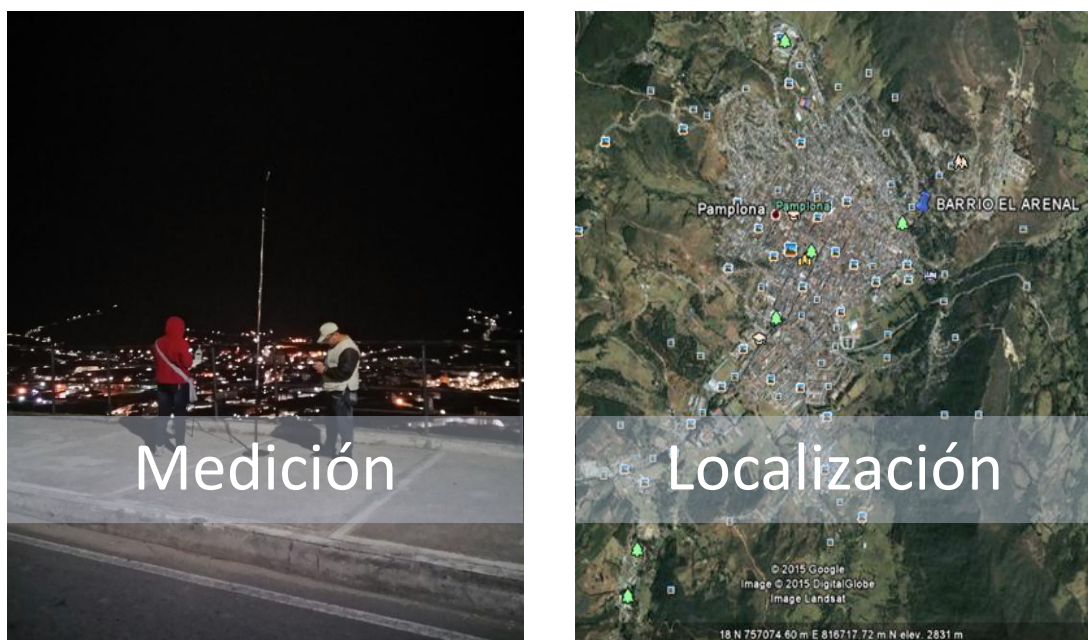 Medición
Localización
Pamplona
Pamplona
BARRIO EL ARENAL
© 2015 Google
Image © 2015 DigitalGlobe
Image Landsat
18 N 757074.60 m E 816717.72 m N elev. 2831 m